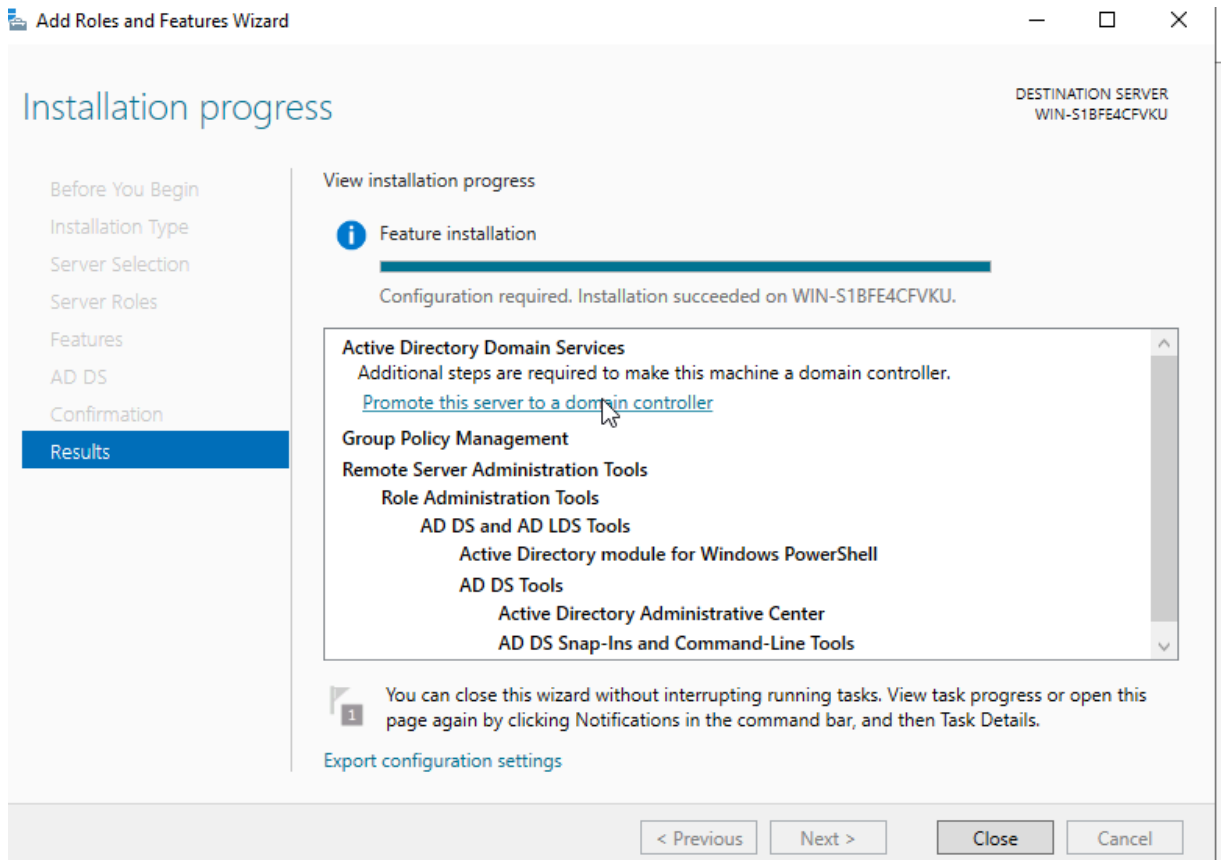 Add Roles and Features Wizard
Installation progress
DESTINATION SERVER
WIN-S1BFE4CFVKU
Before You Begin
Installation Type
Server Selection
Server Roles
Features
AD DS
Confirmation
Results
View installation progress
Feature installation
Configuration required. Installation succeeded on WIN-S1BFE4CFVKU.
Active Directory Domain Services
Additional steps are required to make this machine a domain controller.
Promote this server to a domain controller
Group Policy Management
Remote Server Administration Tools
Role Administration Tools
AD DS and AD LDS Tools
Active Directory module for Windows PowerShell
AD DS Tools
Active Directory Administrative Center
AD DS Snap-Ins and Command-Line Tools
1
You can close this wizard without interrupting running tasks. View task progress or open this
page again by clicking Notifications in the command bar, and then Task Details.
Export configuration settings
< Previous
Next >
Close
Cancel